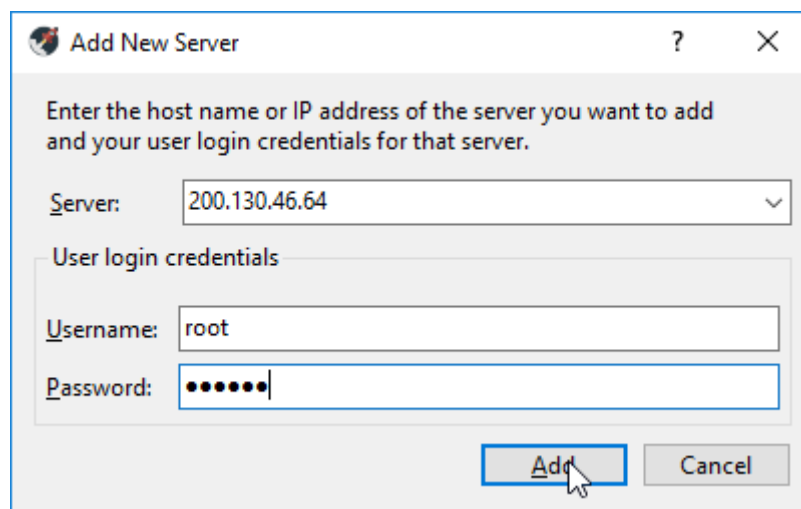 Add New Server
?
Enter the host name or IP address of the server you want to add
and your user login credentials for that server.
Server: 200.130.46.64
User login credentials
Username: root
Password: ••••••
Add Cancel